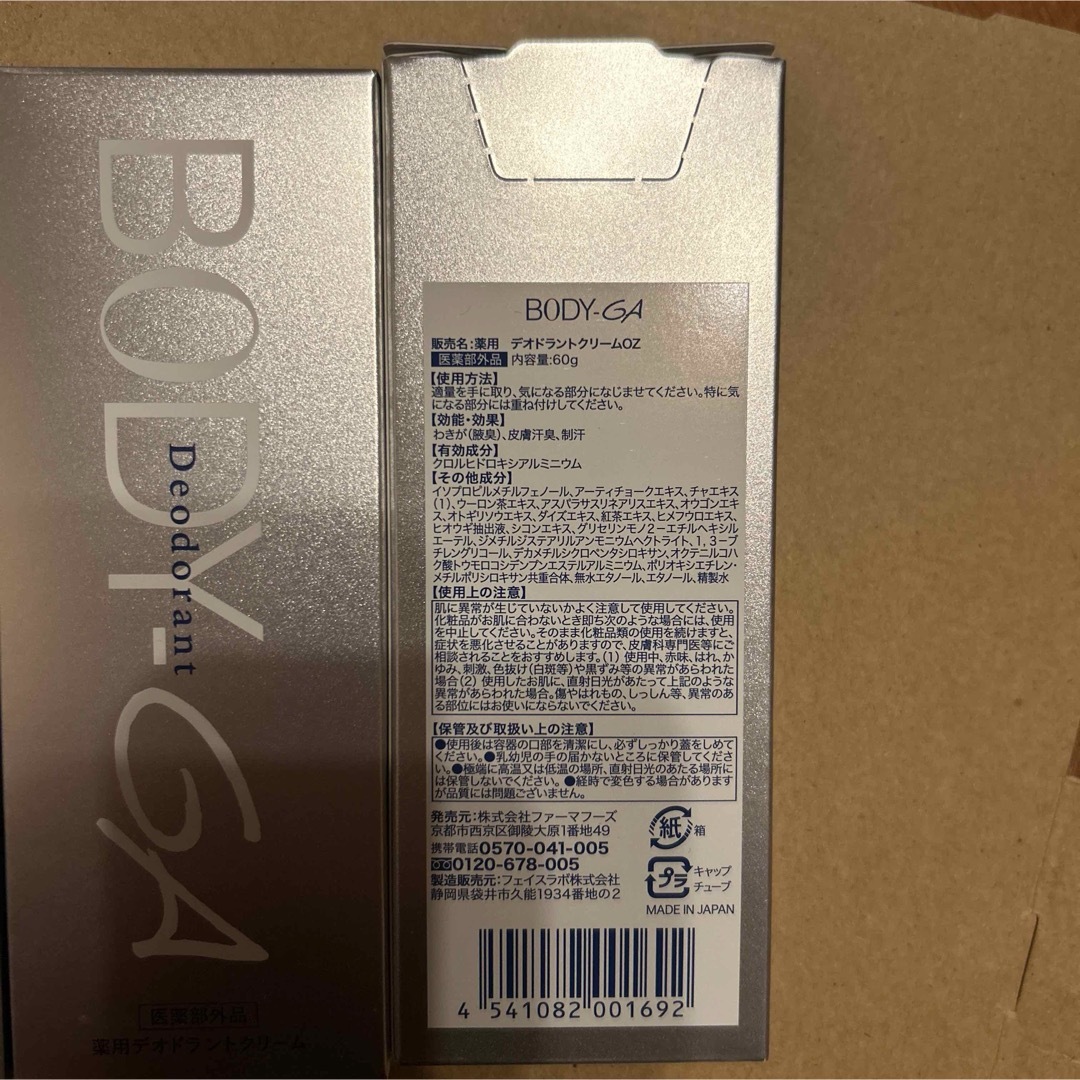 BODY-GA
Deodorant
医薬部外品
薬用デオドラントクリーム
BODY-GA
販売名:薬用 デオドラントクリームOZ
医薬部外品 内容量:60g
【使用方法】
適量を手に取り、気になる部分になじませてください。特に気
になる部分には重ね付けしてください。
【効能・効果】
わきが(腋臭)、皮膚汗臭、制汗
【有効成分】
クロルヒドロキシアルミニウム
【その他成分】
イソプロピルメチルフェノール、アーティチョークエキス、チャエキス
(1)、ウーロン茶エキス、アスパラサスリネアリスエキス、オウゴンエキ
ス、オトギリソウエキス、ダイズエキス、紅茶エキス、ヒメフウロエキス、
ヒオウギ抽出液、シコンエキス、グリセリンモノ2-エチルヘキシル
エーテル、ジメチルジステアリルアンモニウムヘクトライト、1,3-ブ
チレングリコール、デカメチルシクロペンタシロキサン、オクテニルコハ
ク酸トウモロコシデンプンエステルアルミニウム、ポリオキシエチレン・
メチルポリシロキサン共重合体、無水エタノール、エタノール、精製水
【使用上の注意】
肌に異常が生じていないかよく注意して使用してください。
化粧品がお肌に合わないとき即ち次のような場合には、使用
を中止してください。そのまま化粧品類の使用を続けますと、
症状を悪化させることがありますので、皮膚科専門医等にご
相談されることをおすすめします。(1) 使用中、赤味、はれ、か
ゆみ、刺激、色抜け(白斑等)や黒ずみ等の異常があらわれた
場合(2) 使用したお肌に、直射日光があたって上記のような
異常があらわれた場合。傷やはれもの、しっしん等、異常のあ
る部位にはお使いにならないでください。
【保管及び取扱い上の注意】
●使用後は容器の口部を清潔にし、必ずしっかり蓋をしめて
ください。●乳幼児の手の届かないところに保管してくださ
い。●極端に高温又は低温の場所、直射日光のあたる場所に
は保管しないでください。 ●経時で変色する場合があります
が品質には問題ございません。
発売元:株式会社ファーマフーズ
京都市西京区御陵大原1番地49
携帯電話0570-041-005
0120-678-005
製造販売元:フェイスラボ株式会社
静岡県袋井市久能1934番地の2
紙 箱
プラ キャップ
チューブ
MADE IN JAPAN
4 541082 001692